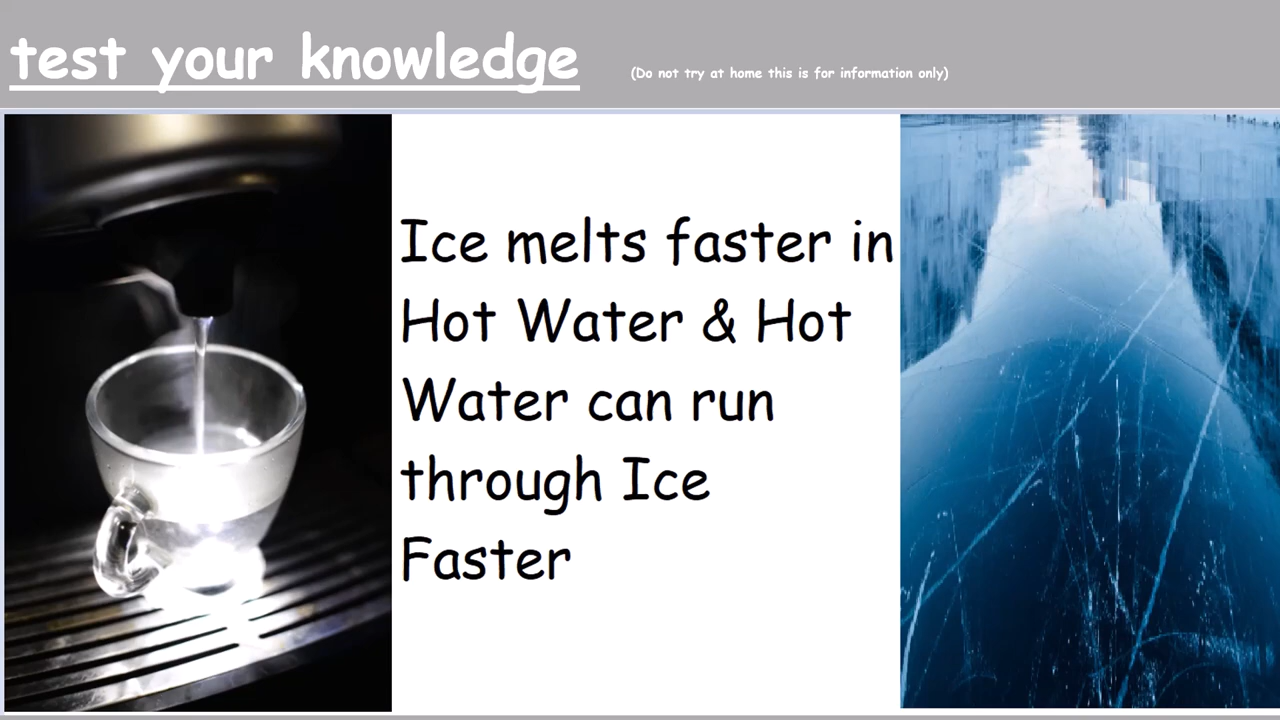 test your knowledge
(Do not try at home this is for information only)
Ice melts faster in
Hot Water & Hot
Water can run
through Ice
Faster